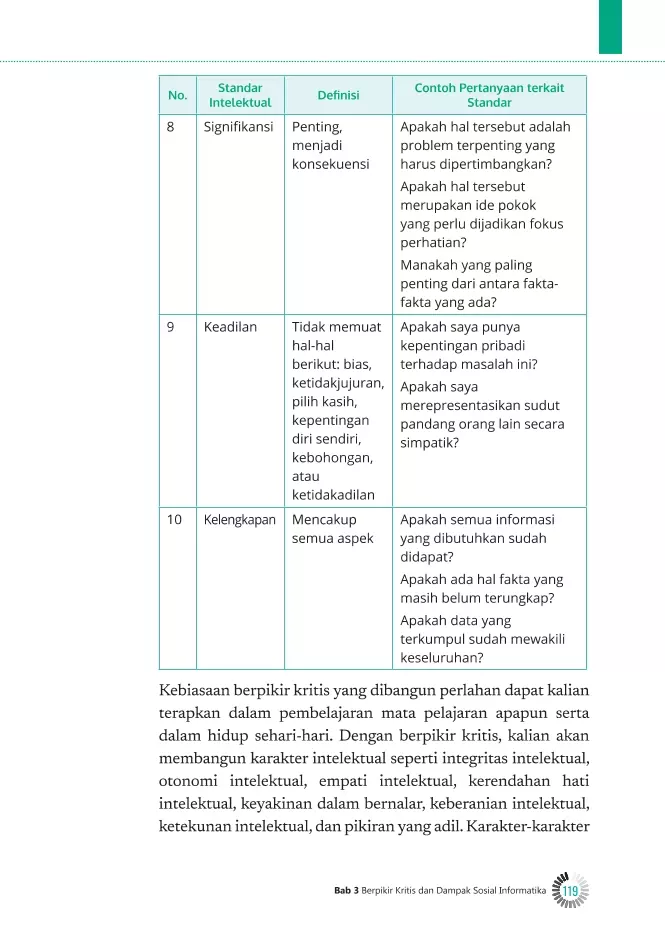 No.
Standar
Intelektual
Definisi
Contoh Pertanyaan terkait
Standar
8
Signifikansi
Penting,
menjadi
konsekuensi
Apakah hal tersebut adalah
problem terpenting yang
harus dipertimbangkan?
Apakah hal tersebut
merupakan ide pokok
yang perlu dijadikan fokus
perhatian?
Manakah yang paling
penting dari antara fakta-
fakta yang ada?
9
Keadilan
Tidak memuat
hal-hal
berikut: bias,
ketidakjujuran,
pilih kasih,
kepentingan
diri sendiri,
kebohongan,
atau
ketidakadilan
Apakah saya punya
kepentingan pribadi
terhadap masalah ini?
Apakah saya
merepresentasikan sudut
pandang orang lain secara
simpatik?
10
Kelengkapan
Mencakup
semua aspek
Apakah semua informasi
yang dibutuhkan sudah
didapat?
Apakah ada hal fakta yang
masih belum terungkap?
Apakah data yang
terkumpul sudah mewakili
keseluruhan?
Kebiasaan berpikir kritis yang dibangun perlahan dapat kalian
terapkan dalam pembelajaran mata pelajaran apapun serta
dalam hidup sehari-hari. Dengan berpikir kritis, kalian akan
membangun karakter intelektual seperti integritas intelektual,
otonomi intelektual, empati intelektual, kerendahan hati
intelektual, keyakinan dalam bernalar, keberanian intelektual,
ketekunan intelektual, dan pikiran yang adil. Karakter-karakter
Bab 3 Berpikir Kritis dan Dampak Sosial Informatika 119